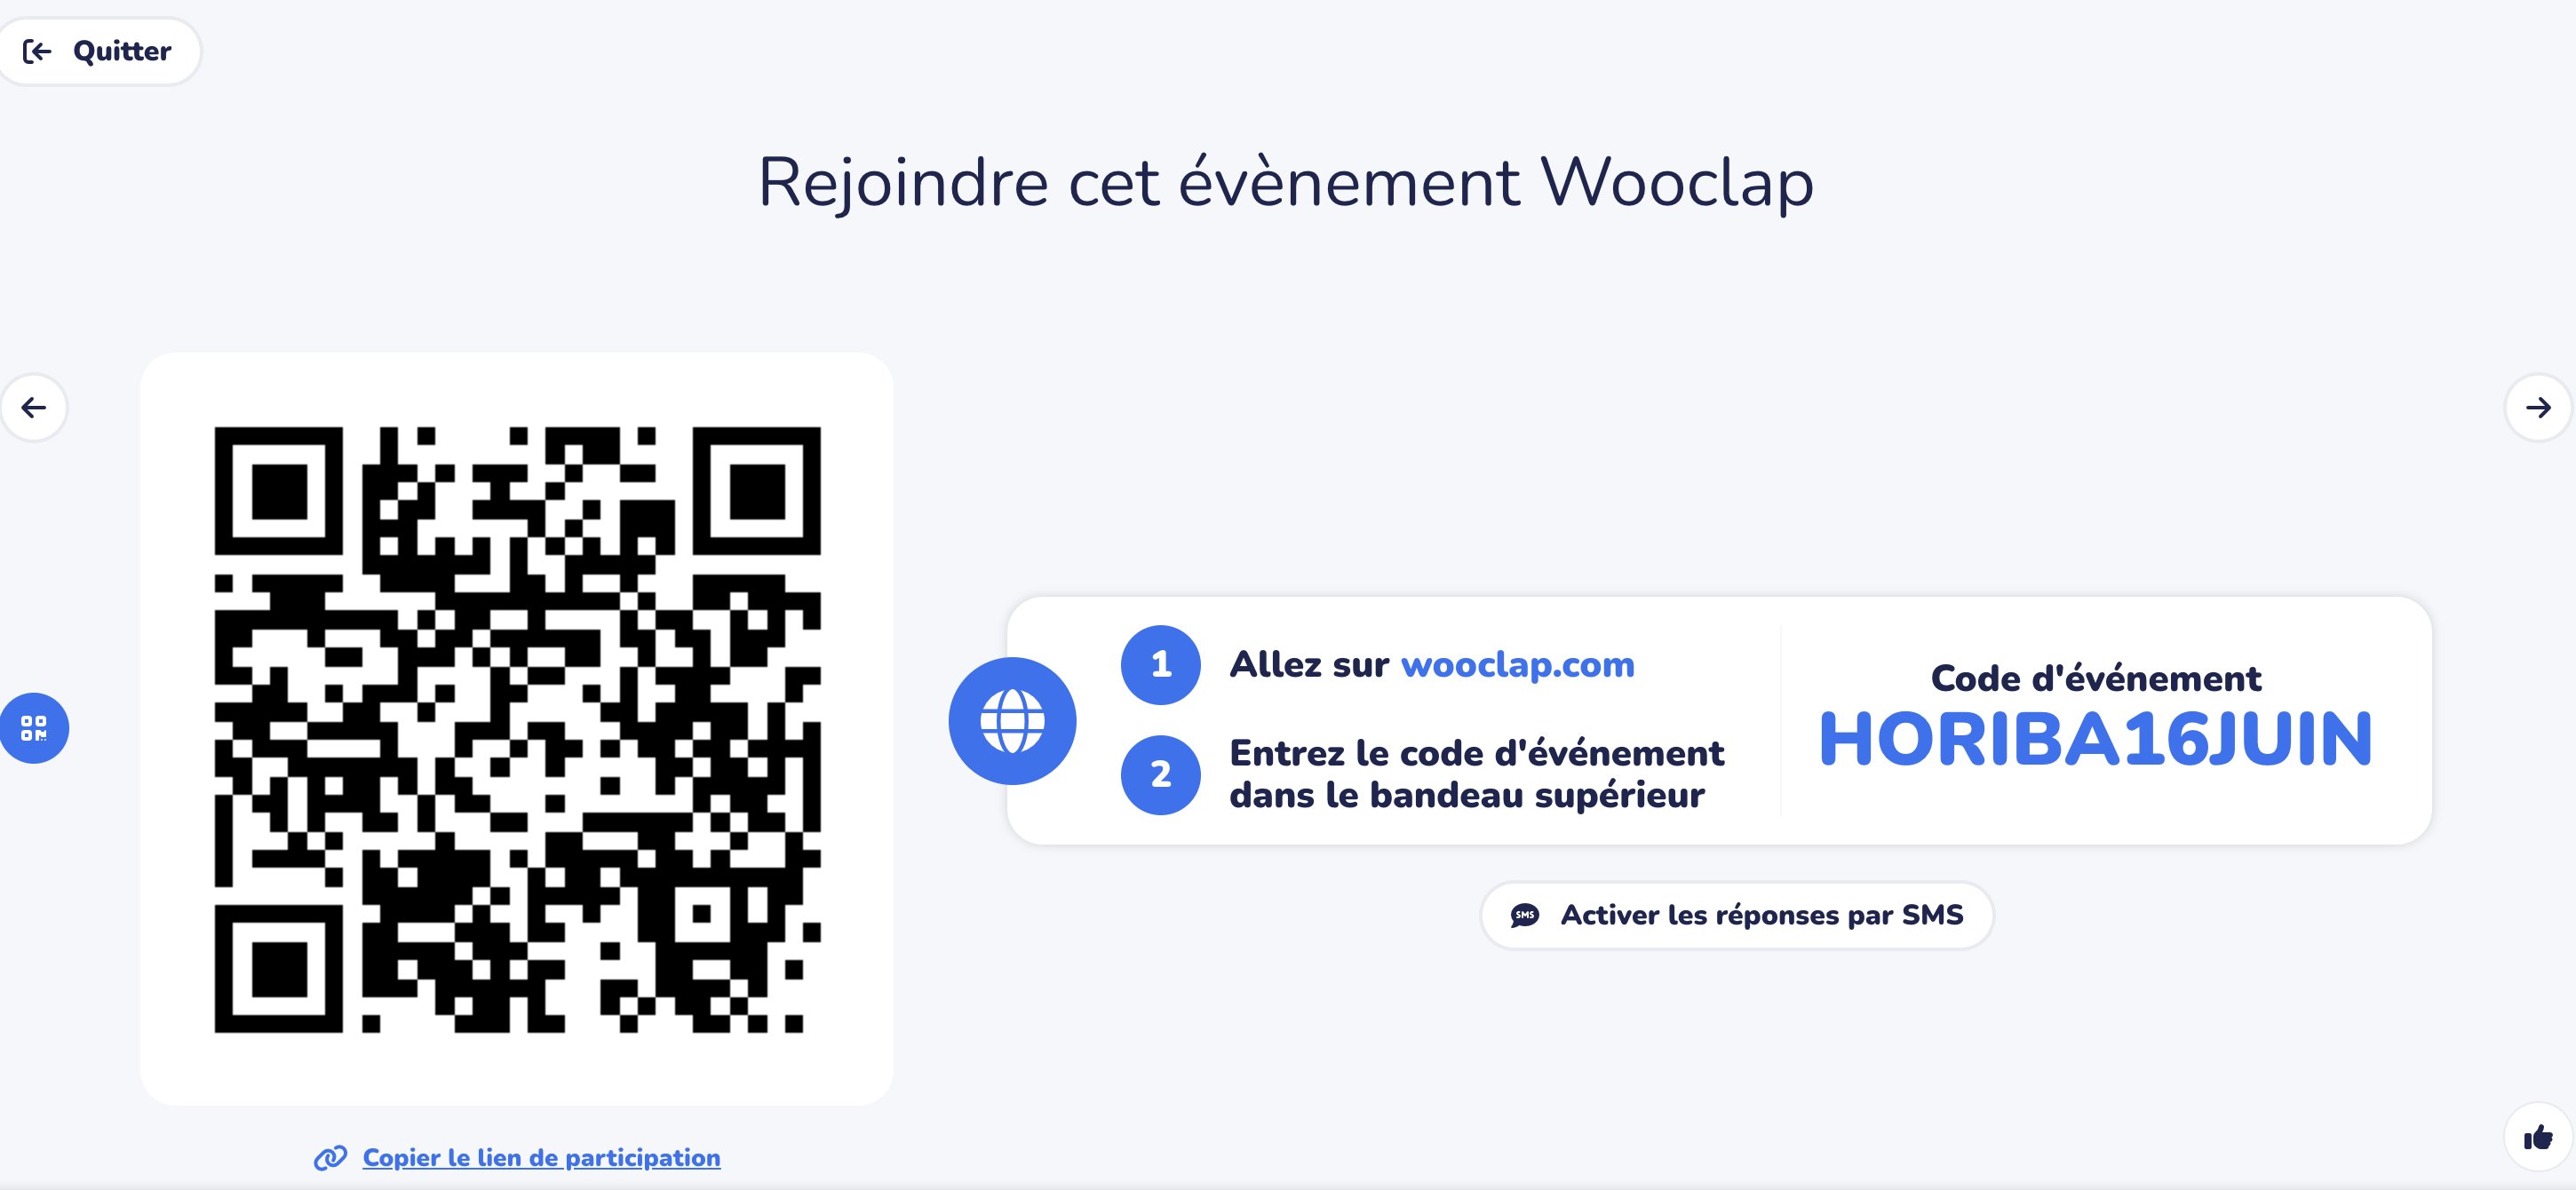 Quitter
Rejoindre cet évènement Wooclap
1
Allez sur wooclap.com
2
Entrez le code d'événement
dans le bandeau supérieur
Code d'événement
HORIBA16JUIN
SMS
Activer les réponses par SMS
Copier le lien de participation